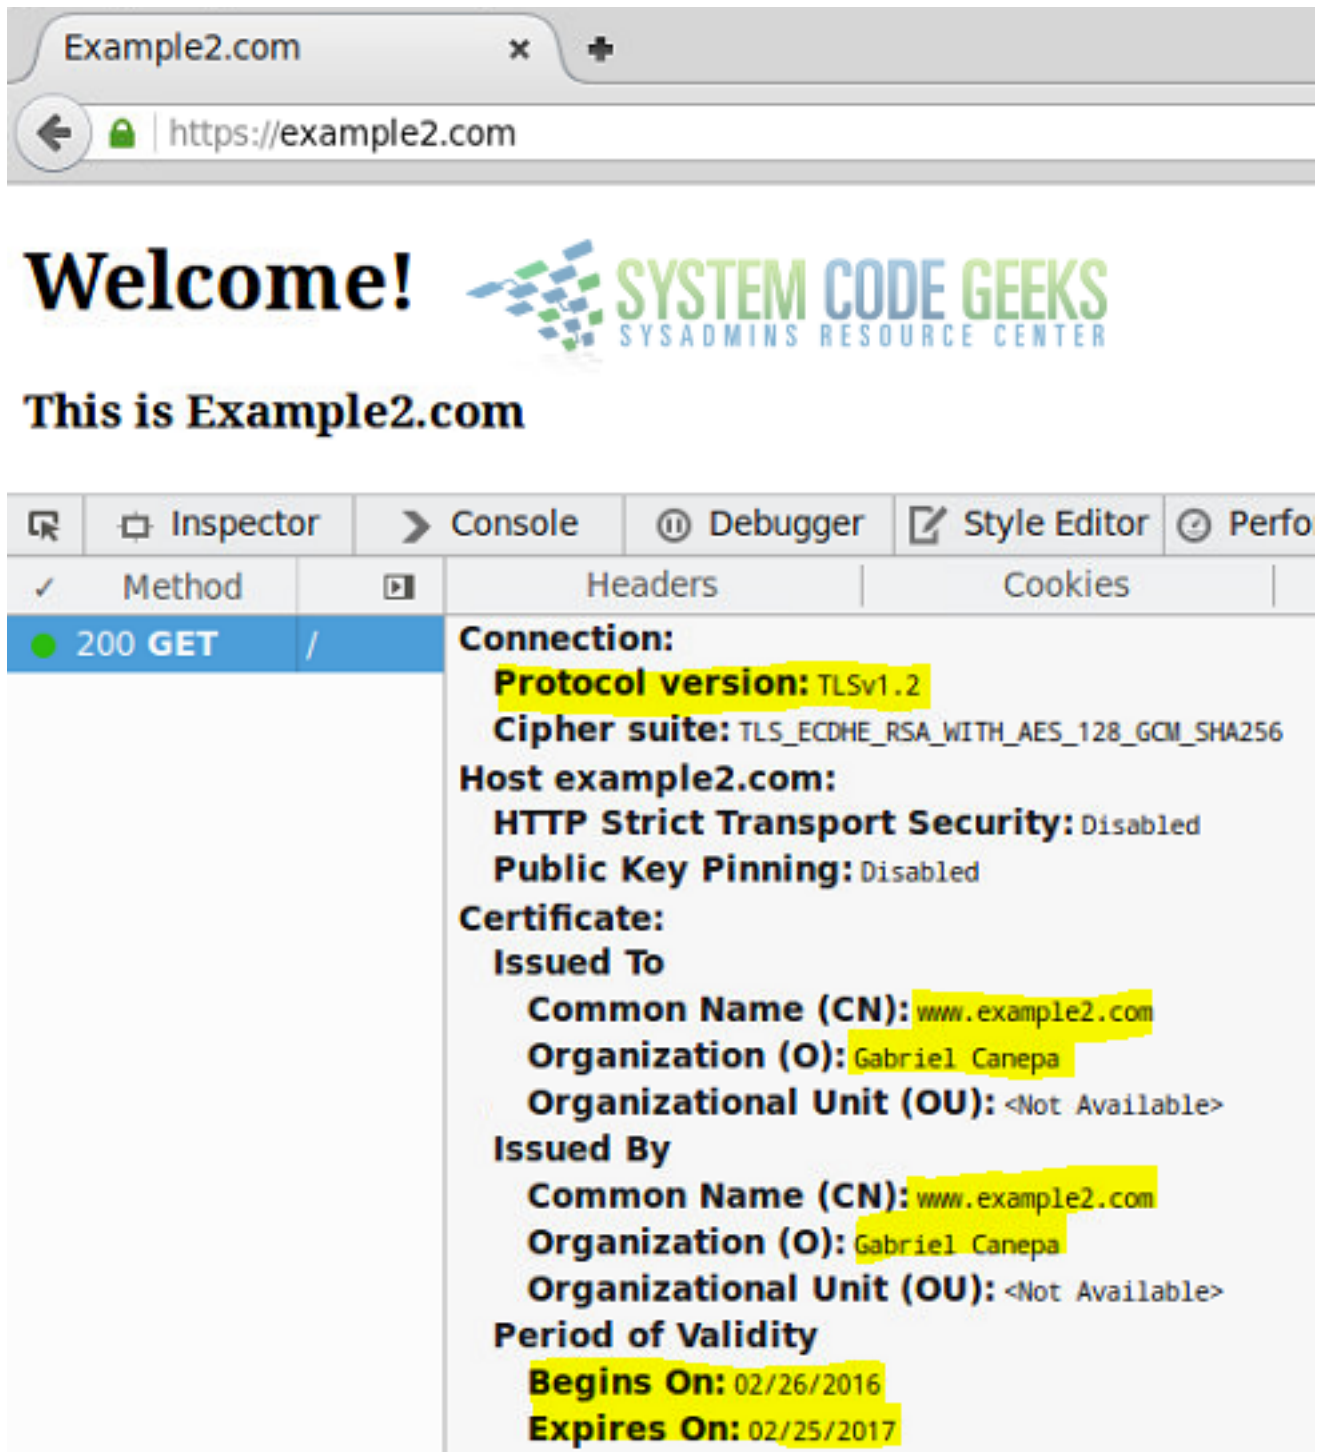 Example2.com
https://example2.com
Welcome! SYSTEM CODE GEEKS
SYSADMINS RESOURCE CENTER
This is Example2.com
Inspector Console Debugger Style Editor Perfo
✓ Method Headers Cookies
200 GET /
Connection:
Protocol version: TLSv1.2
Cipher suite: TLS_ECDHE_RSA_WITH_AES_128_GCM_SHA256
Host example2.com:
HTTP Strict Transport Security: Disabled
Public Key Pinning: Disabled
Certificate:
Issued To
Common Name (CN): www.example2.com
Organization (O): Gabriel Canepa
Organizational Unit (OU): <Not Available>
Issued By
Common Name (CN): www.example2.com
Organization (O): Gabriel Canepa
Organizational Unit (OU): <Not Available>
Period of Validity
Begins On: 02/26/2016
Expires On: 02/25/2017